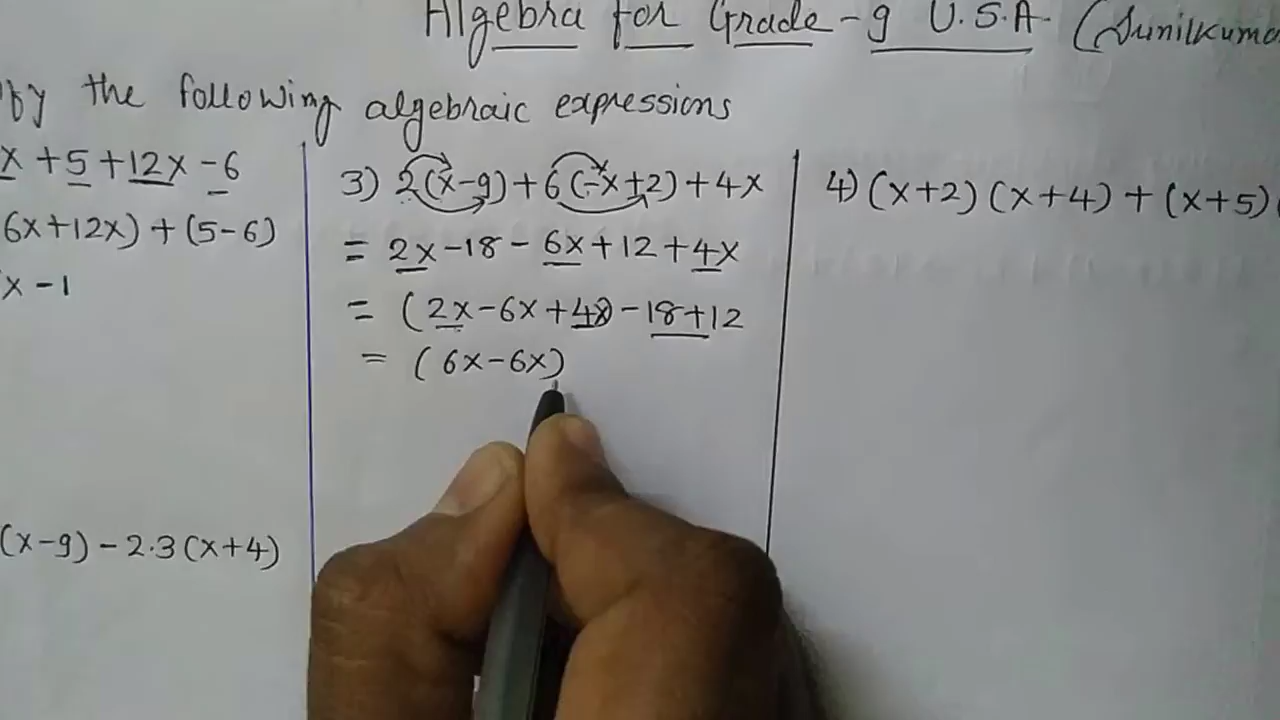 Algebra for Grade-9 U.S.A. (Sunilkuma
by the following algebraic expressions
x + 5 + 12x - 6
6x + 12x) + (5 - 6)
x - 1
(x - 9) - 2.3 (x + 4)
3) 2(x - 9) + 6(-x + 2) + 4x
= 2x - 18 - 6x + 12 + 4x
= (2x - 6x + 4x) - 18 + 12
= (6x - 6x)
4) (x + 2) (x + 4) + (x + 5) (